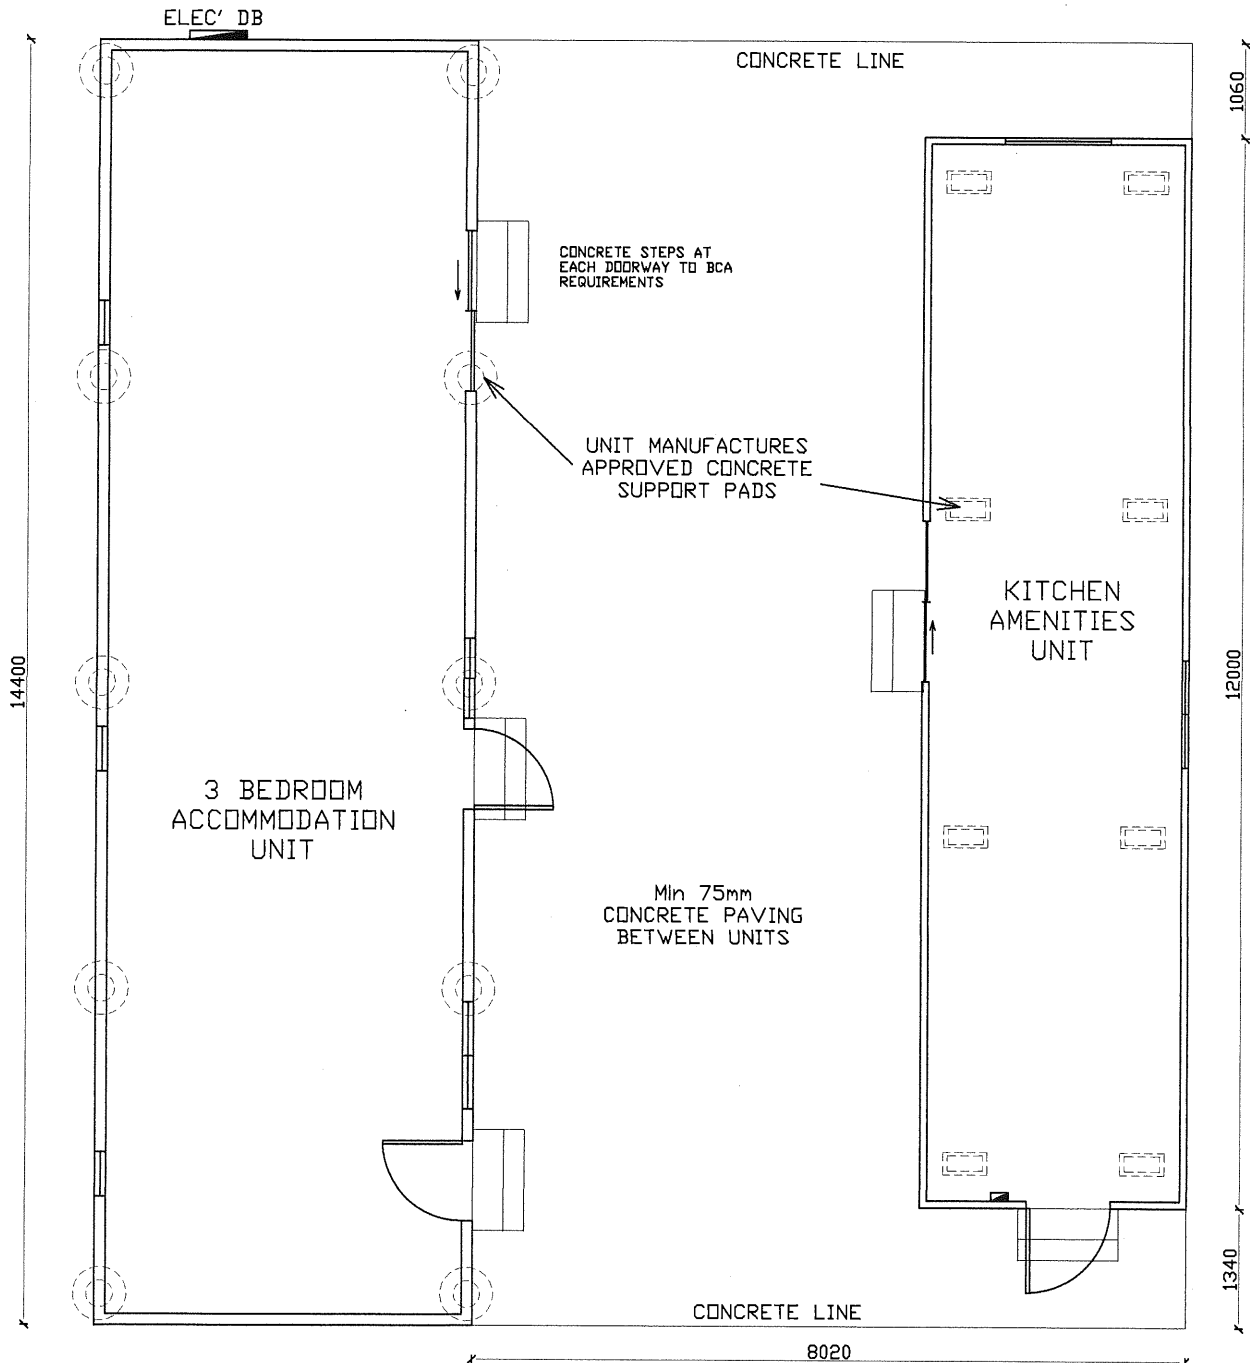 ELEC' DB
CONCRETE LINE
1060
CONCRETE STEPS AT
EACH DOORWAY TO BCA
REQUIREMENTS
UNIT MANUFACTURES
APPROVED CONCRETE
SUPPORT PADS
KITCHEN
AMENITIES
UNIT
14400
12000
3 BEDROOM
ACCOMMODATION
UNIT
Min 75mm
CONCRETE PAVING
BETWEEN UNITS
1340
CONCRETE LINE
8020